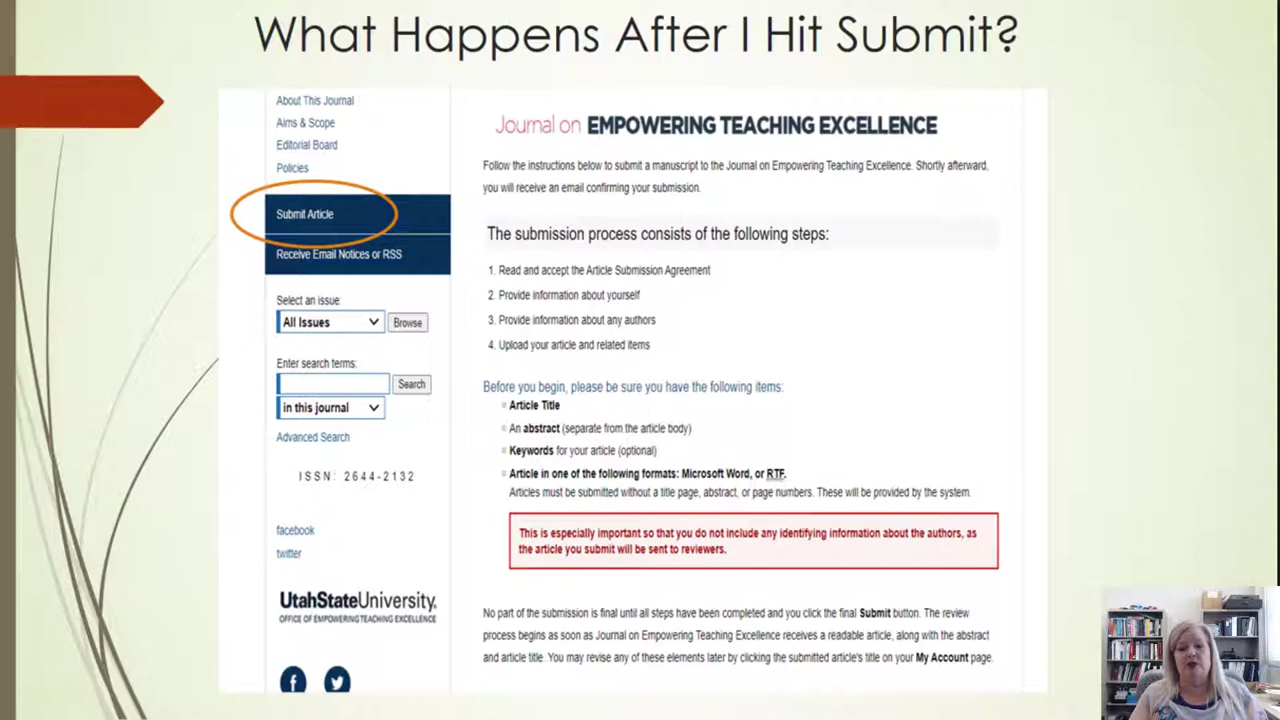 What Happens After I Hit Submit?
About This Journal
Aims & Scope
Editorial Board
Policies
Submit Article
Receive Email Notices or RSS
Select an issue:
All Issues
Browse
Enter search terms:
Search
in this journal
Advanced Search
ISSN: 2644-2132
facebook
twitter
UtahStateUniversity.
OFFICE OF EMPOWERING TEACHING EXCELLENCE
Journal on EMPOWERING TEACHING EXCELLENCE
Follow the instructions below to submit a manuscript to the Journal on Empowering Teaching Excellence. Shortly afterward,
you will receive an email confirming your submission.
The submission process consists of the following steps:
1. Read and accept the Article Submission Agreement
2. Provide information about yourself
3. Provide information about any authors
4. Upload your article and related items
Before you begin, please be sure you have the following items:
Article Title
An abstract (separate from the article body)
Keywords for your article (optional)
Article in one of the following formats: Microsoft Word, or RTF.
Articles must be submitted without a title page, abstract, or page numbers. These will be provided by the system.
This is especially important so that you do not include any identifying information about the authors, as
the article you submit will be sent to reviewers.
No part of the submission is final until all steps have been completed and you click the final Submit button. The review
process begins as soon as Journal on Empowering Teaching Excellence receives a readable article, along with the abstract
and article title. You may revise any of these elements later by clicking the submitted article's title on your My Account page.